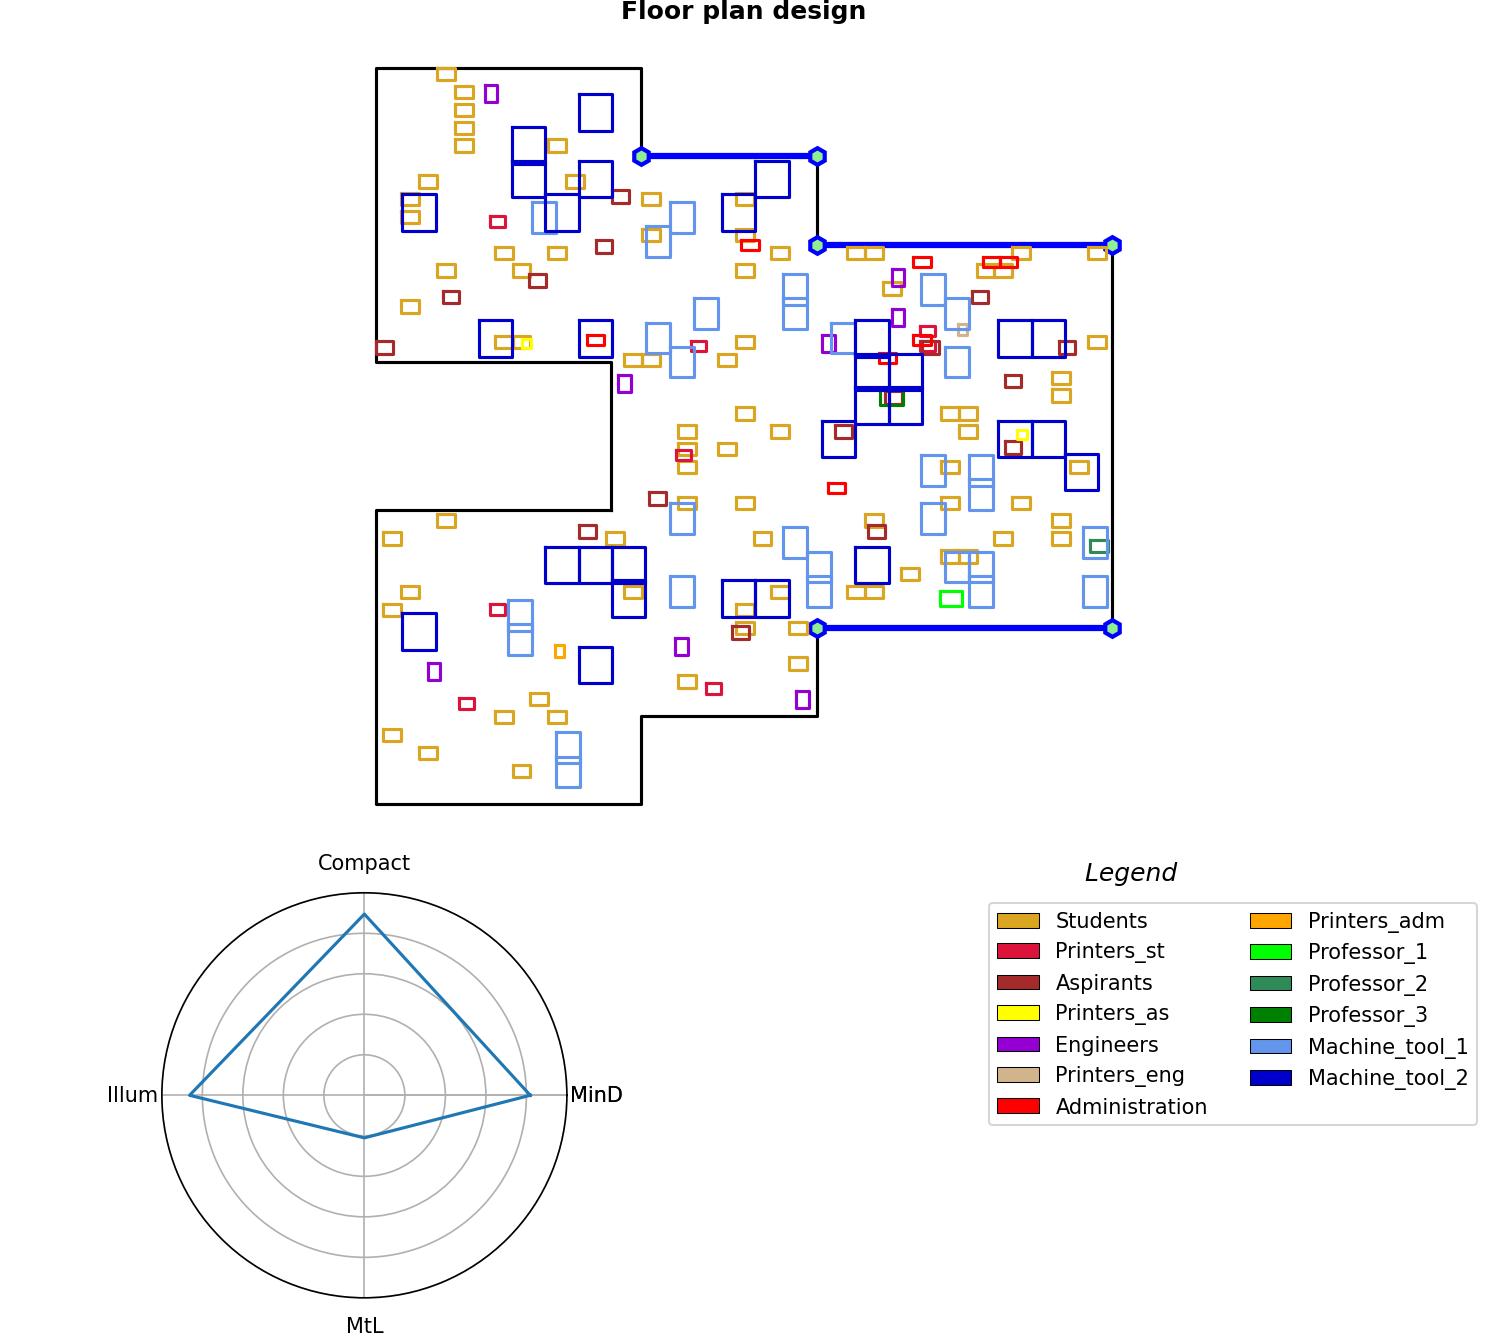 Floor plan design
Compact
Illum
MinD
MtL
Legend
Students
Printers_st
Aspirants
Printers_as
Engineers
Printers_eng
Administration
Printers_adm
Professor_1
Professor_2
Professor_3
Machine_tool_1
Machine_tool_2